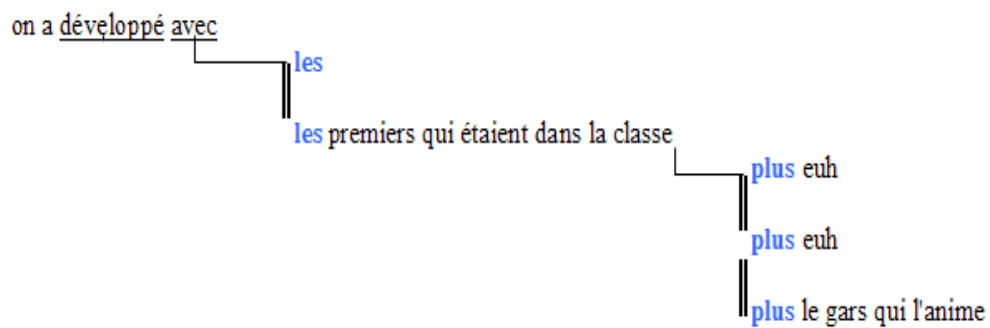 on a développé avec
les
les premiers qui étaient dans la classe
plus euh
plus euh
plus le gars qui l'anime